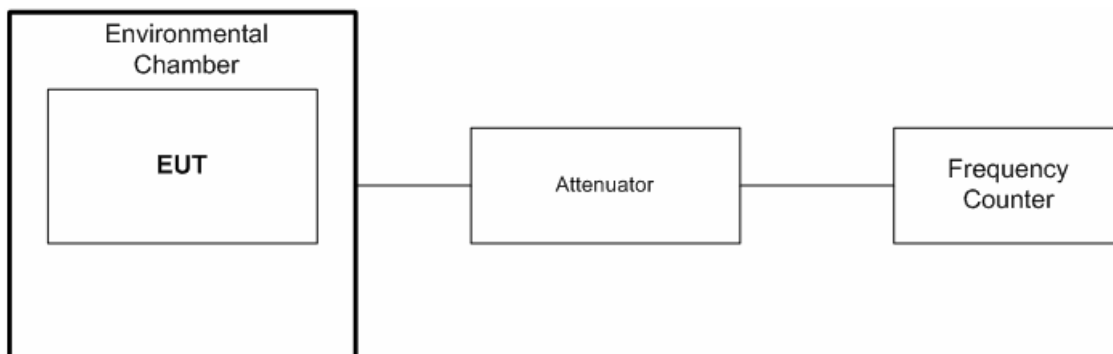 Environmental
Chamber
EUT
Attenuator
Frequency
Counter